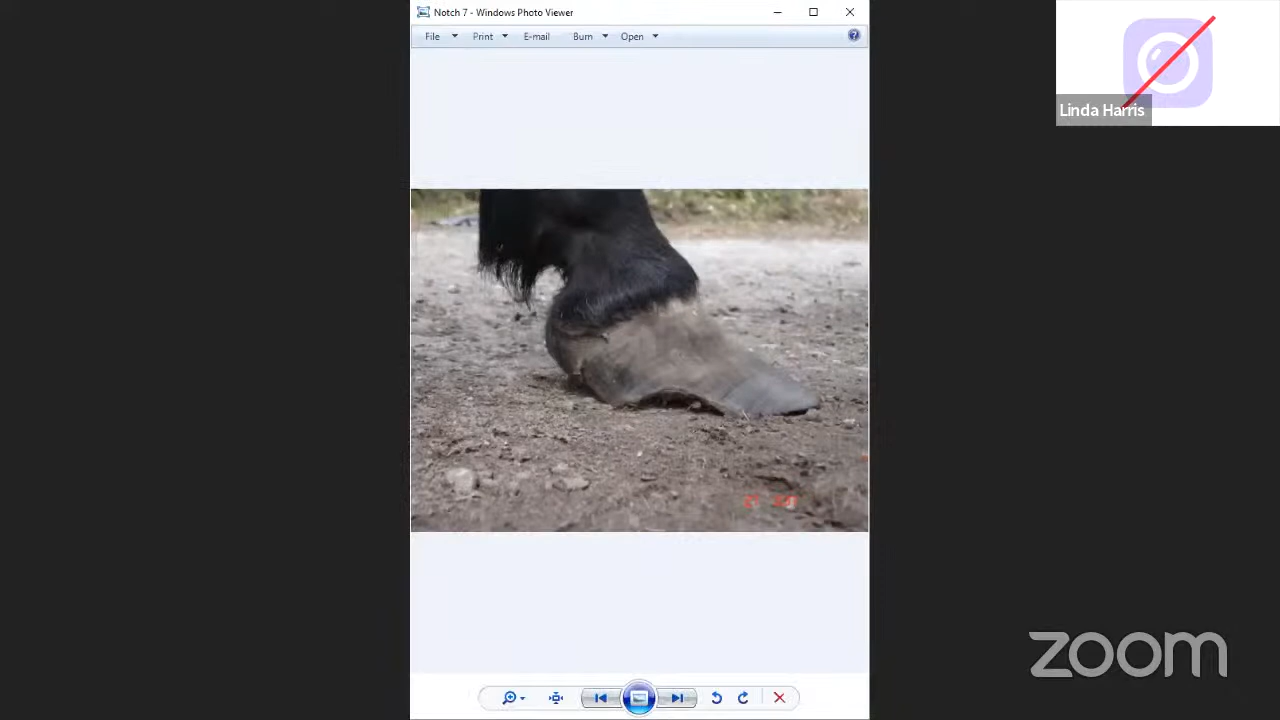 Notch 7 - Windows Photo Viewer
File Print E-mail Burn Open
Linda Harris
zoom